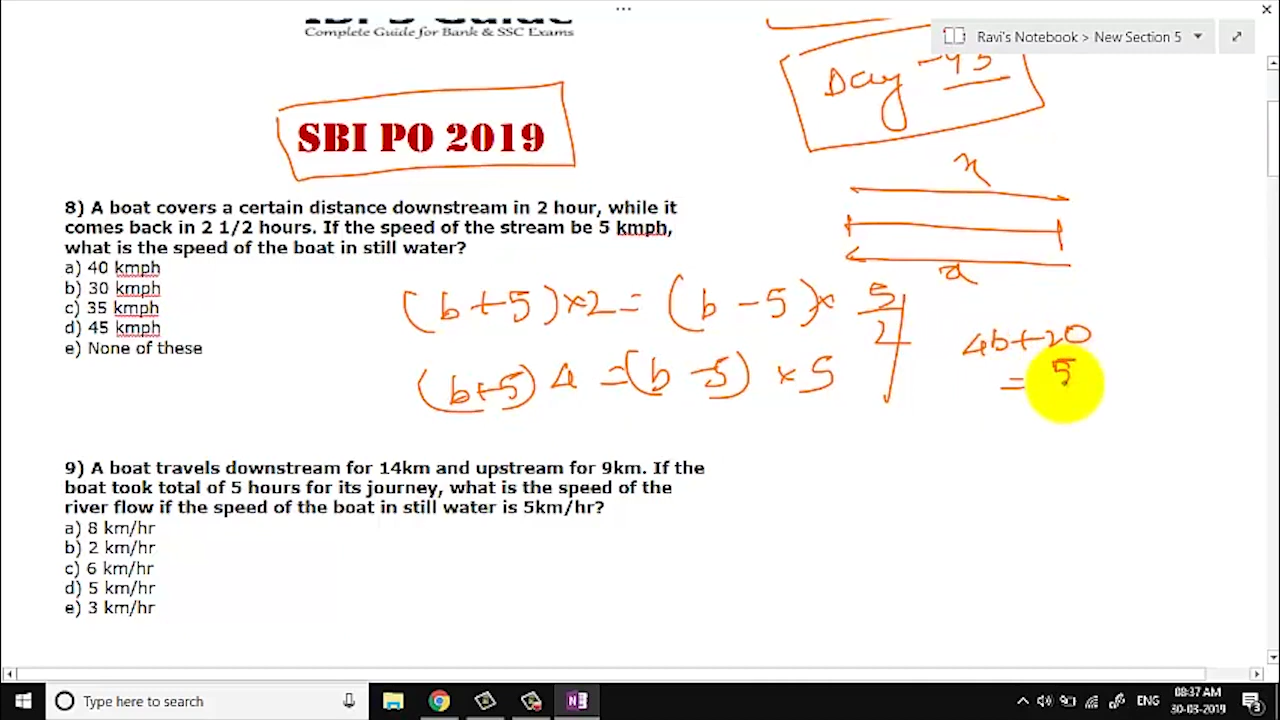 ...
Complete Guide for Bank & SSC Exams
Ravi's Notebook > New Section 5
Day -45
SBI PO 2019
x
8) A boat covers a certain distance downstream in 2 hour, while it
comes back in 2 1/2 hours. If the speed of the stream be 5 kmph,
what is the speed of the boat in still water?
a) 40 kmph
b) 30 kmph
c) 35 kmph
d) 45 kmph
e) None of these
x
(b+5)×2=(b-5)× 5/2
(b+5) 4 =(b-5) ×5
4b+20
= 5
9) A boat travels downstream for 14km and upstream for 9km. If the
boat took total of 5 hours for its journey, what is the speed of the
river flow if the speed of the boat in still water is 5km/hr?
a) 8 km/hr
b) 2 km/hr
c) 6 km/hr
d) 5 km/hr
e) 3 km/hr
Type here to search
ENG
08:37 AM
30-03-2019
3